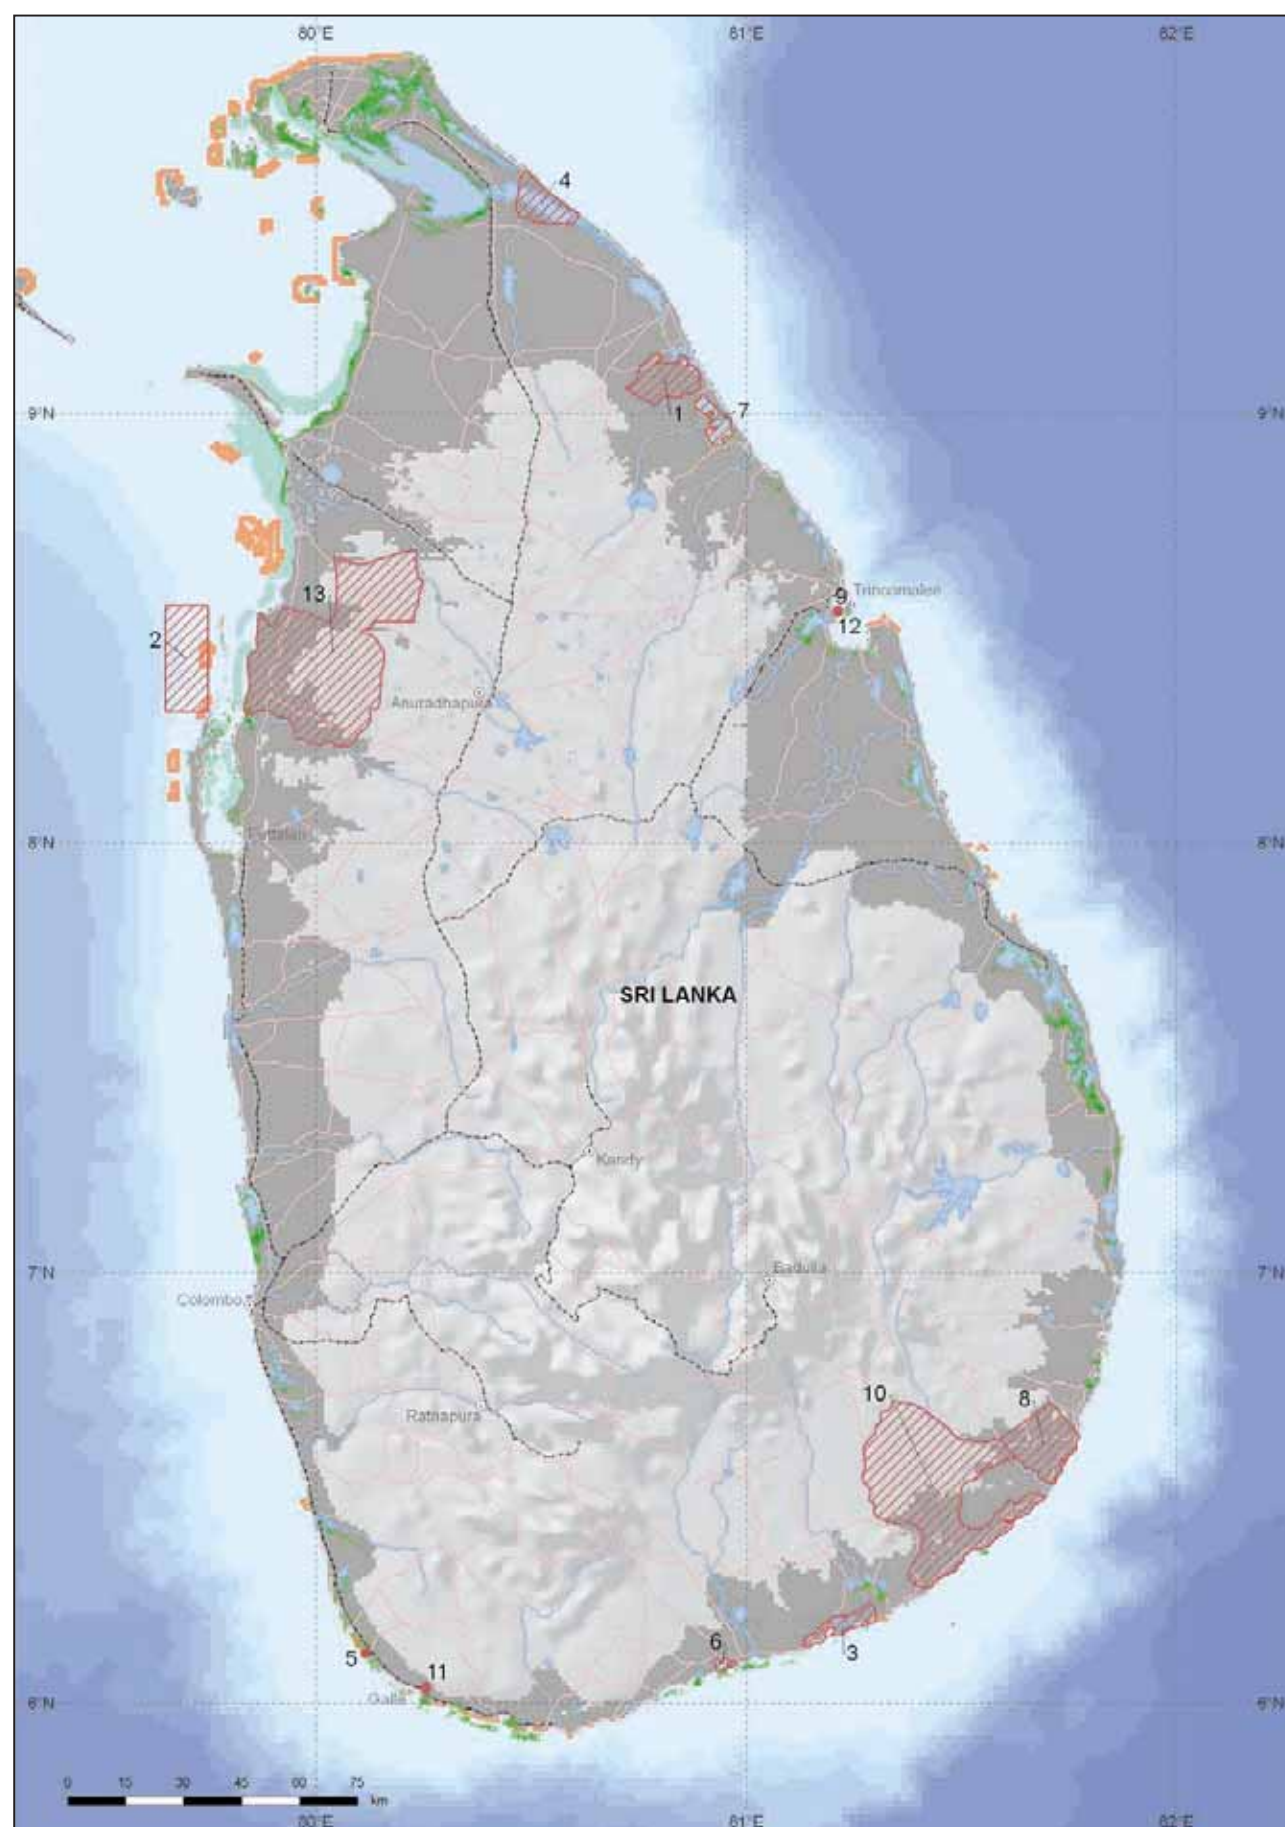 80°E 81°E 82°E
4
9°N 9°N
1
7
13
9 Trincomalee
12
2
Anuradhapura
Puttalam
8°N 8°N
SRI LANKA
Kandy
7°N 7°N
Badulla
Colombo
10 8
Ratnapura
6 3
5
11
Galle
6°N 6°N
0 15 30 45 60 75
km
80°E 81°E 82°E